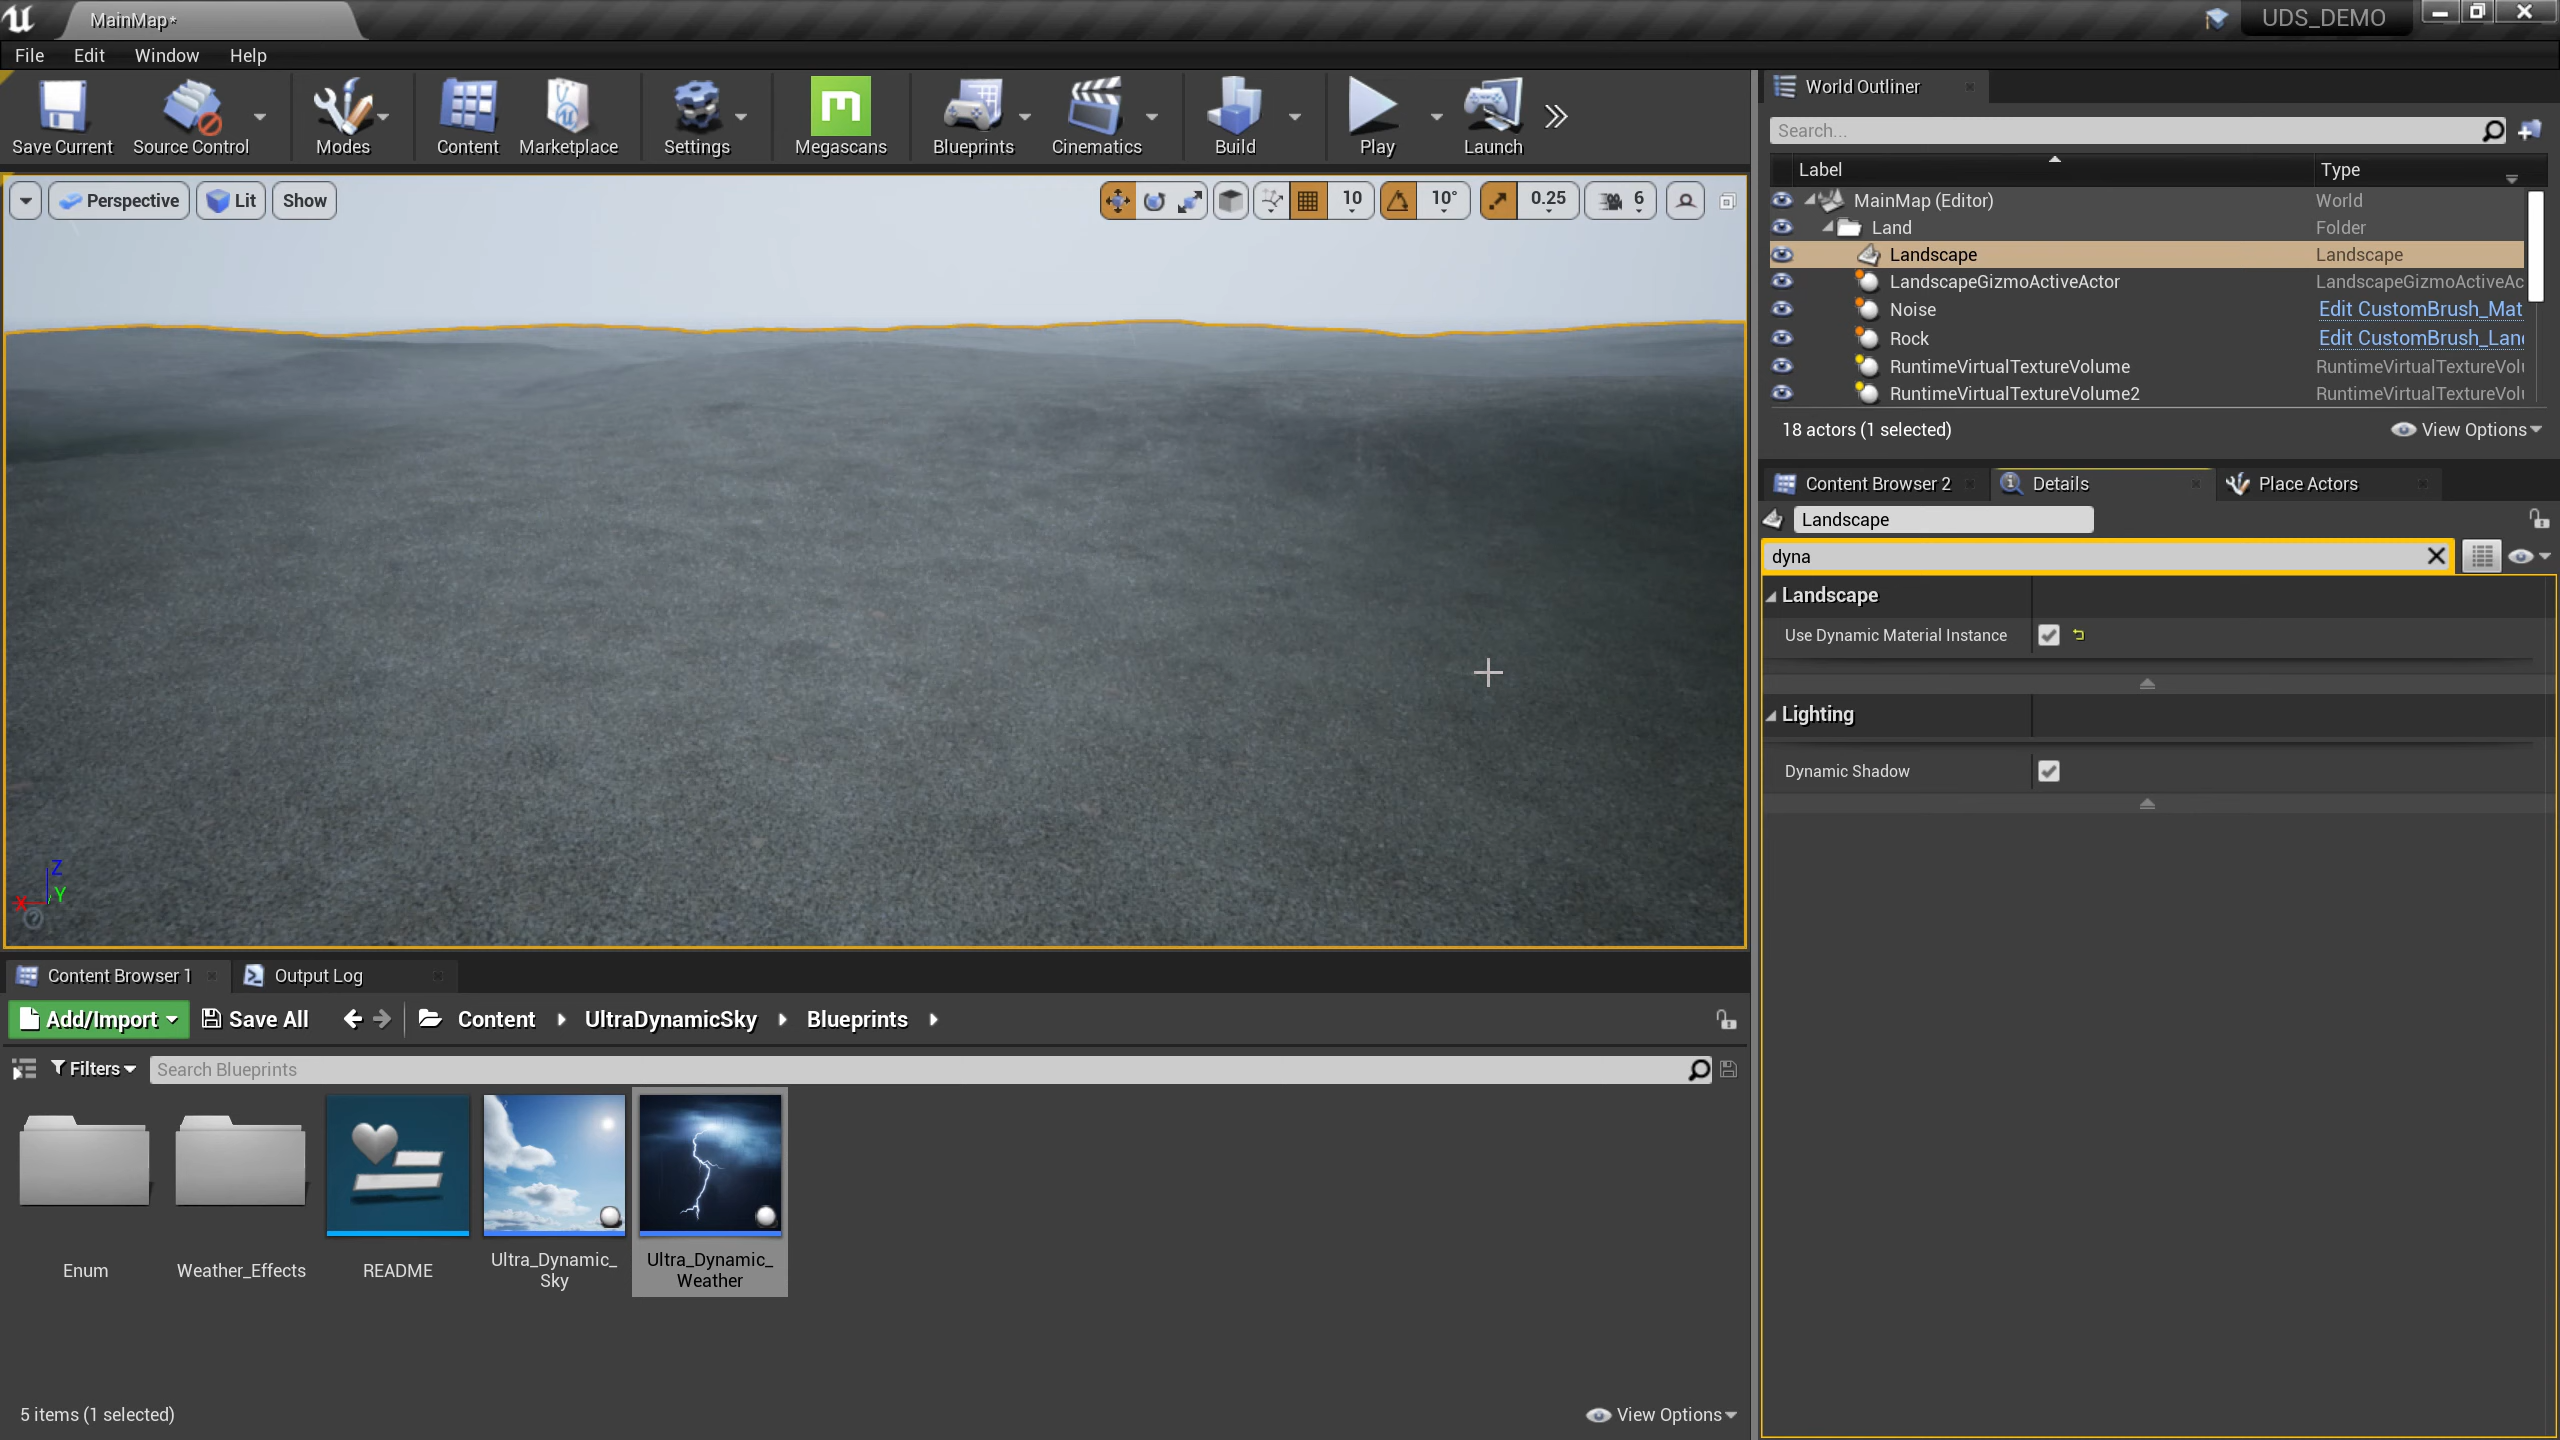 MainMap*
UDS_DEMO
File Edit Window Help
Save Current Source Control Modes Content Marketplace Settings Megascans Blueprints Cinematics Build Play Launch
Perspective Lit Show 10 10° 0.25 6
World Outliner
Search...
Label Type
MainMap (Editor) World
Land Folder
Landscape Landscape
LandscapeGizmoActiveActor LandscapeGizmoActiveAc
Noise Edit CustomBrush_Mat
Rock Edit CustomBrush_Lan
RuntimeVirtualTextureVolume RuntimeVirtualTextureVolu
RuntimeVirtualTextureVolume2 RuntimeVirtualTextureVolu
18 actors (1 selected) View Options
Content Browser 2 Details Place Actors
Landscape
dyna
Landscape
Use Dynamic Material Instance
Lighting
Dynamic Shadow
Z
Y
X
Content Browser 1 Output Log
Add/Import Save All Content UltraDynamicSky Blueprints
Filters Search Blueprints
Enum Weather_Effects README Ultra_Dynamic_
Sky
Ultra_Dynamic_
Weather
5 items (1 selected) View Options